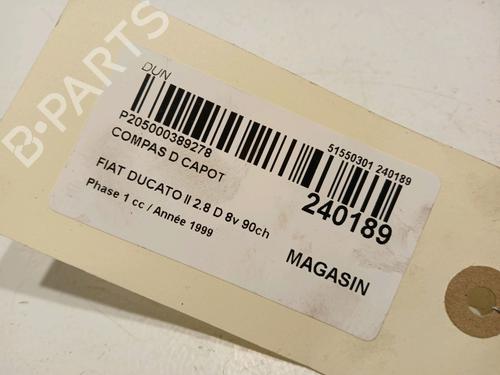 B-PARTS
DUN
P205000389278
COMPAS D CAPOT
51550301 240189
240189
FIAT DUCATO II 2.8 D 8v 90ch
Phase 1 cc / Année 1999
MAGASIN